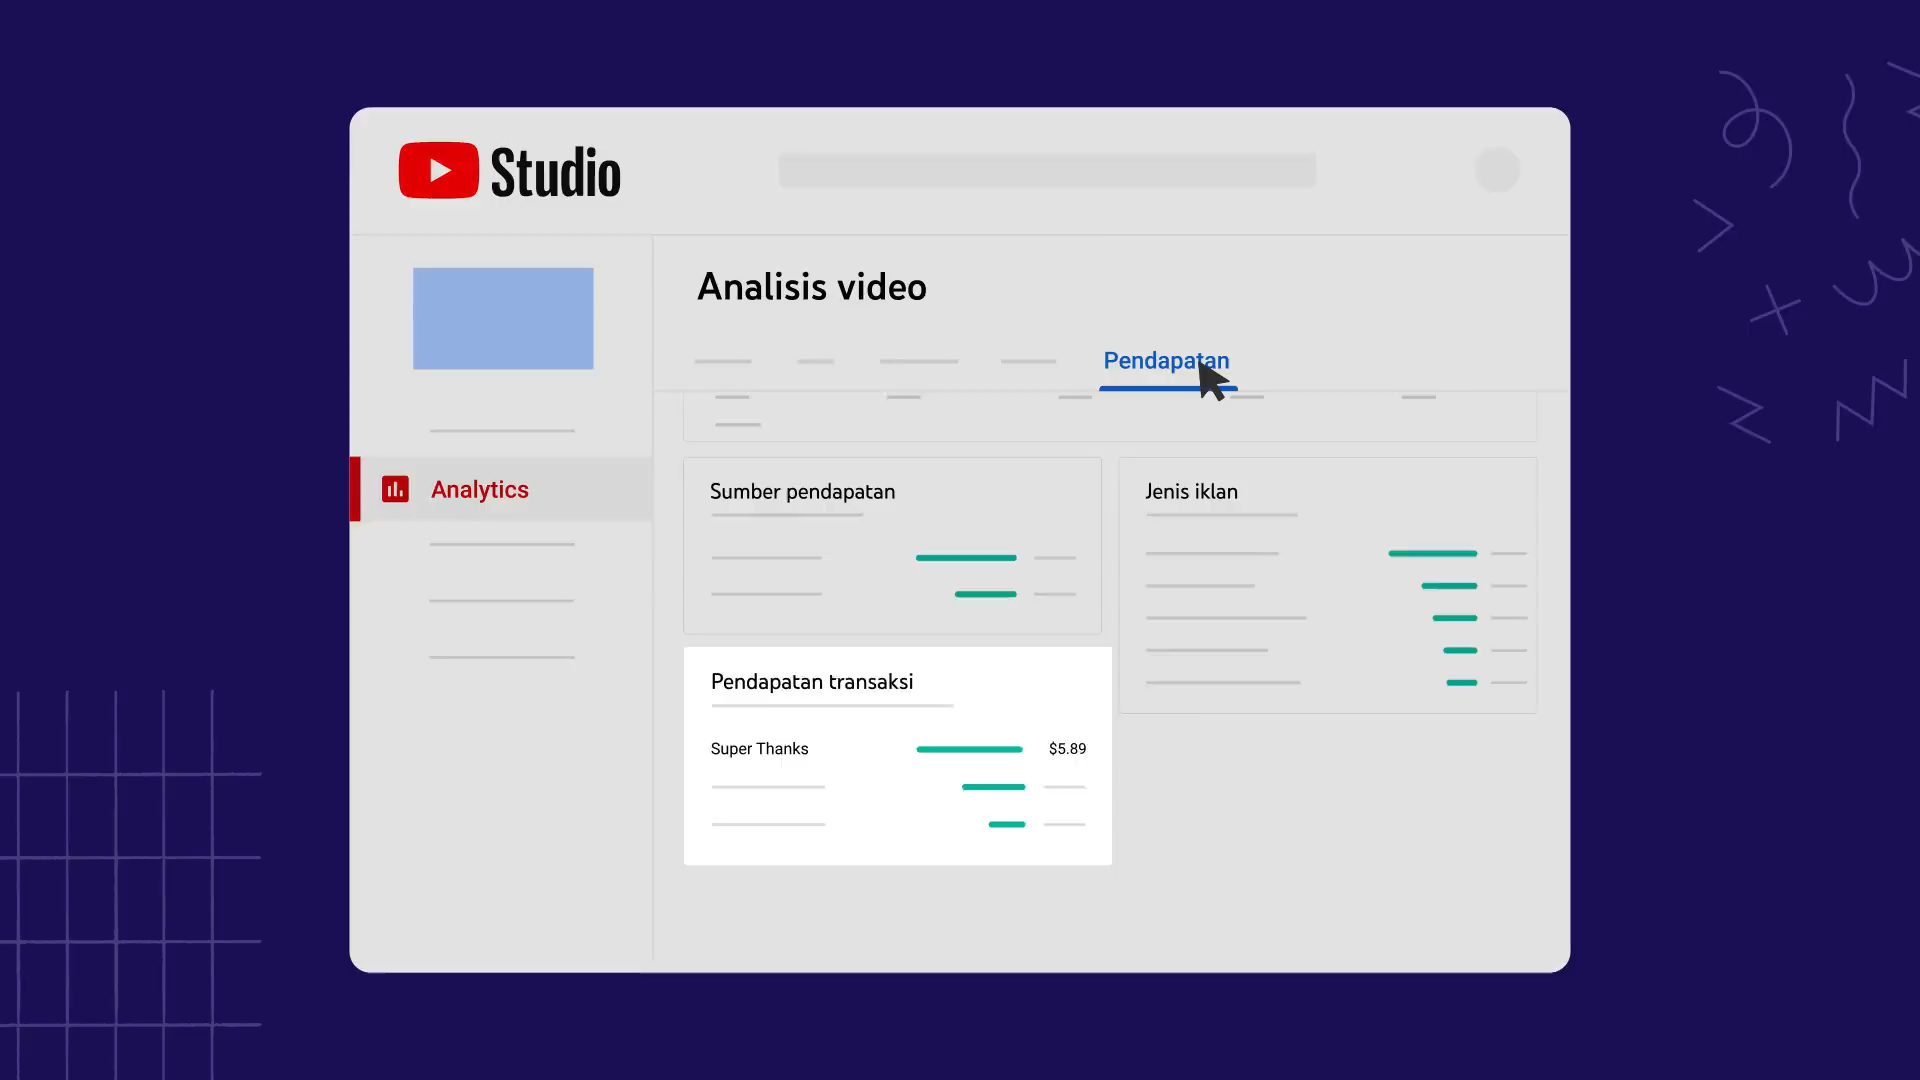 Studio
Analisis video
Pendapatan
Analytics
Sumber pendapatan
Jenis iklan
Pendapatan transaksi
Super Thanks
$5.89